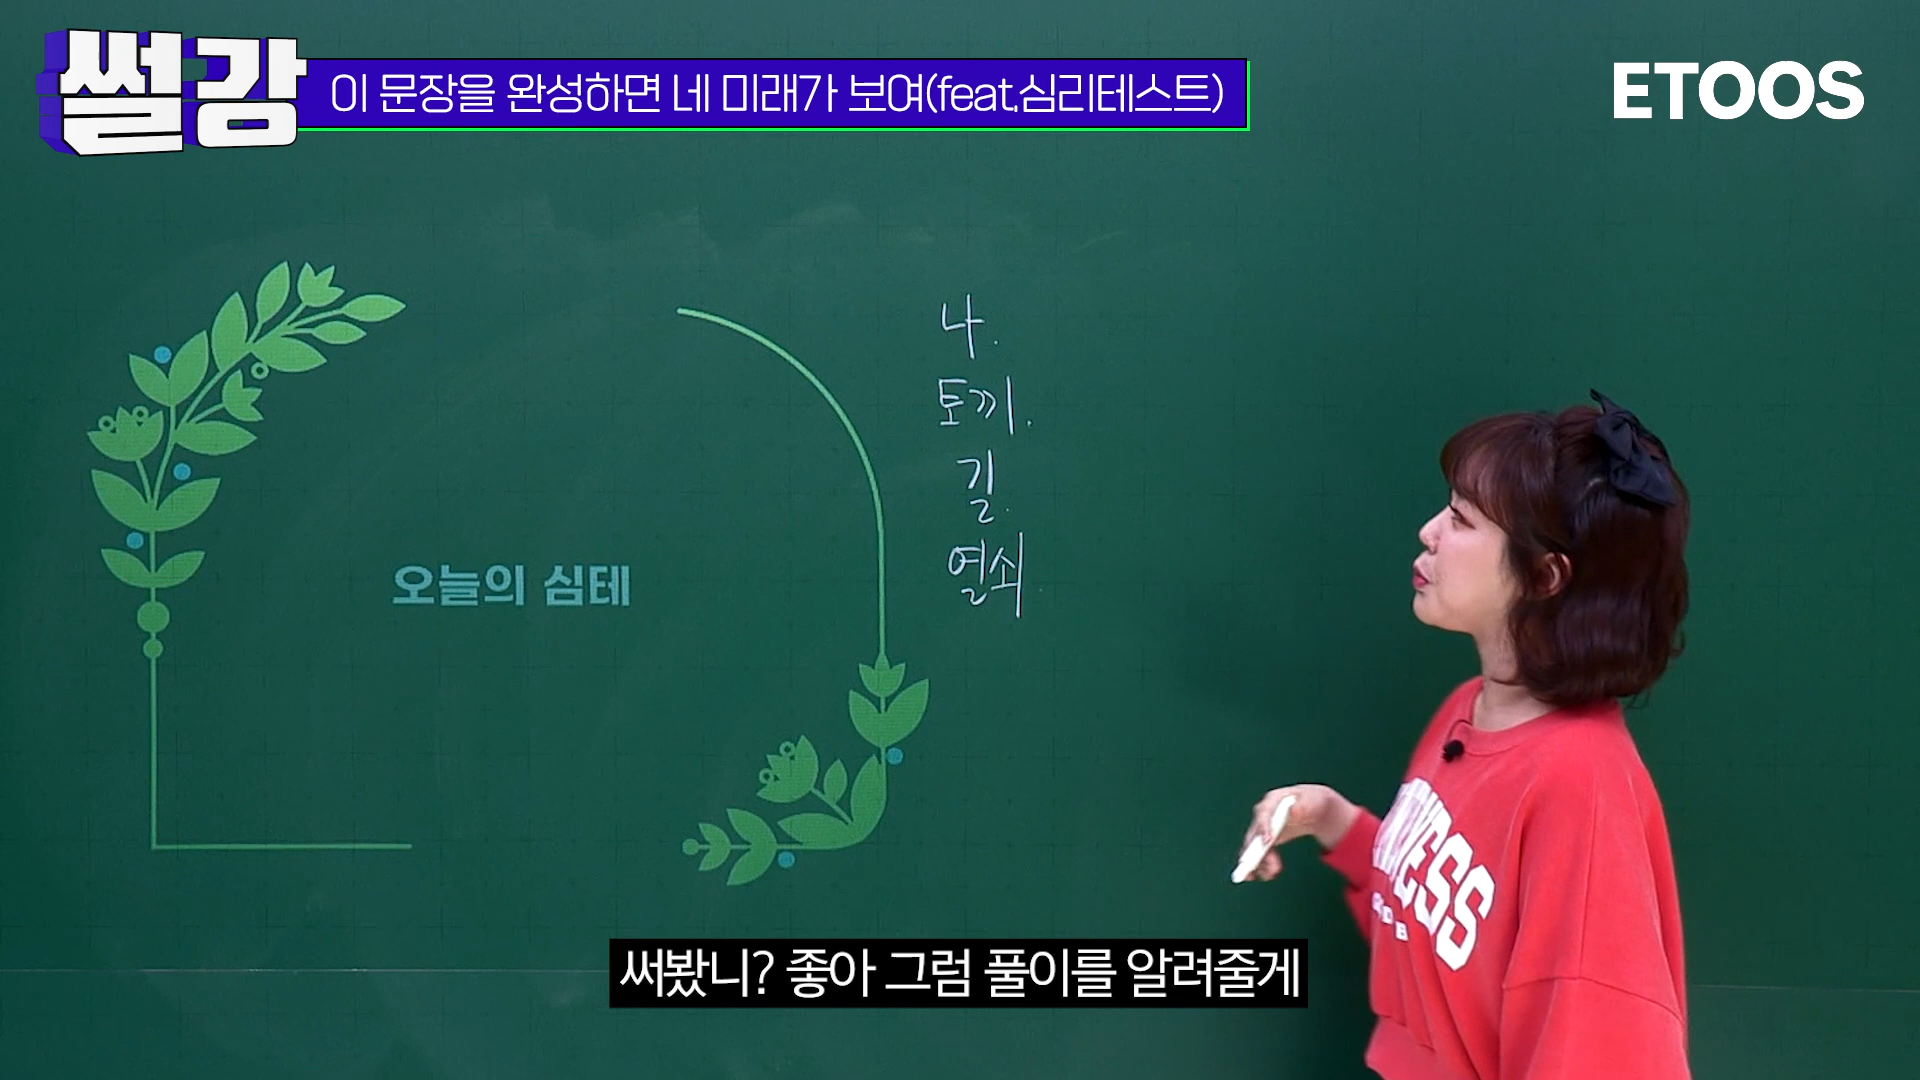 썰강
이 문장을 완성하면 네 미래가 보여(feat.심리테스트)
ETOOS
나.
토끼.
길.
열쇠.
오늘의 심테
써봤니? 좋아 그럼 풀이를 알려줄게